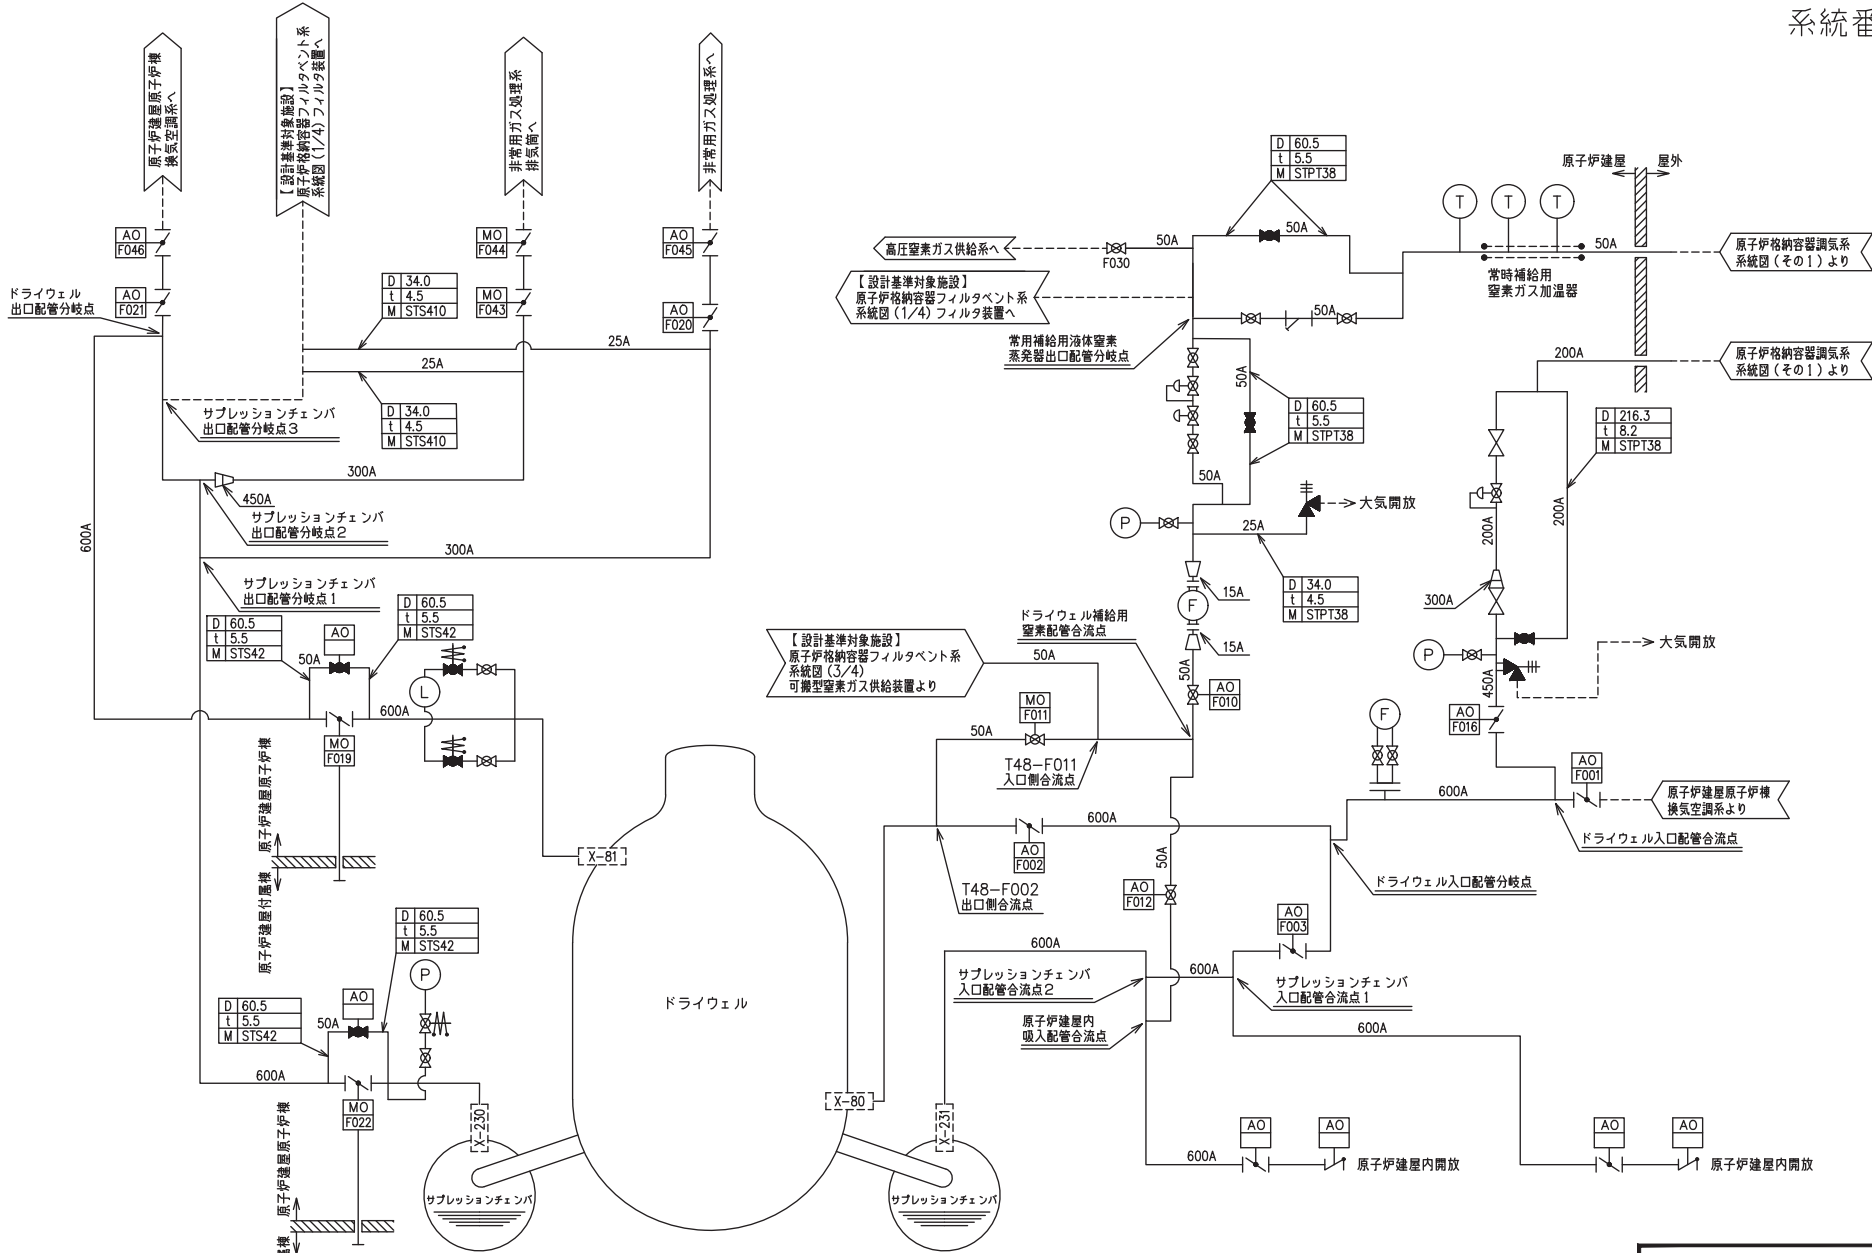 系統番
原子炉建屋原子炉棟
換気空調系へ
【設計基準対象施設】
原子炉格納容器フィルタベント系
系統図(1/4)フィルタ装置へ
非常用ガス処理系
排気筒へ
非常用ガス処理系へ
AO
F046
MO
F044
AO
F045
AO
F021
MO
F043
AO
F020
ドライウェル
出口配管分岐点
D 34.0
t 4.5
M STS410
25A
25A
D 34.0
t 4.5
M STS410
サプレッションチェンバ
出口配管分岐点3
300A
450A
サプレッションチェンバ
出口配管分岐点2
600A
300A
サプレッションチェンバ
出口配管分岐点1
D 60.5
t 5.5
M STS42
D 60.5
t 5.5
M STS42
AO
50A
L
600A
MO
F019
原子炉建屋原子炉棟
原子炉建屋付属棟
X-81
D 60.5
t 5.5
M STS42
D 60.5
t 5.5
M STS42
AO
50A
P
600A
MO
F022
原子炉建屋原子炉棟
属棟
X-230
サプレッションチェンバ
ドライウェル
X-80
X-231
サプレッションチェンバ
D 60.5
t 5.5
M STPT38
高圧窒素ガス供給系へ
F030
50A
50A
【設計基準対象施設】
原子炉格納容器フィルタベント系
系統図(1/4)フィルタ装置へ
常用補給用液体窒素
蒸発器出口配管分岐点
50A
T
T
T
50A
常時補給用
窒素ガス加温器
原子炉建屋
屋外
原子炉格納容器調気系
系統図(その1)より
200A
原子炉格納容器調気系
系統図(その1)より
50A
D 60.5
t 5.5
M STPT38
50A
P
25A
大気開放
D 34.0
t 4.5
M STPT38
15A
F
15A
50A
AO
F010
D 216.3
t 8.2
M STPT38
200A
200A
300A
P
大気開放
450A
AO
F016
F
AO
F001
600A
原子炉建屋原子炉棟
換気空調系より
ドライウェル入口配管合流点
ドライウェル補給用
窒素配管合流点
【設計基準対象施設】
原子炉格納容器フィルタベント系
系統図(3/4)
可搬型窒素ガス供給装置より
50A
MO
F011
50A
T48-F011
入口側合流点
600A
AO
F002
T48-F002
出口側合流点
50A
AO
F012
ドライウェル入口配管分岐点
AO
F003
600A
600A
サプレッションチェンバ
入口配管合流点2
サプレッションチェンバ
入口配管合流点1
原子炉建屋内
吸入配管合流点
600A
600A
AO
AO
原子炉建屋内開放
AO
AO
原子炉建屋内開放